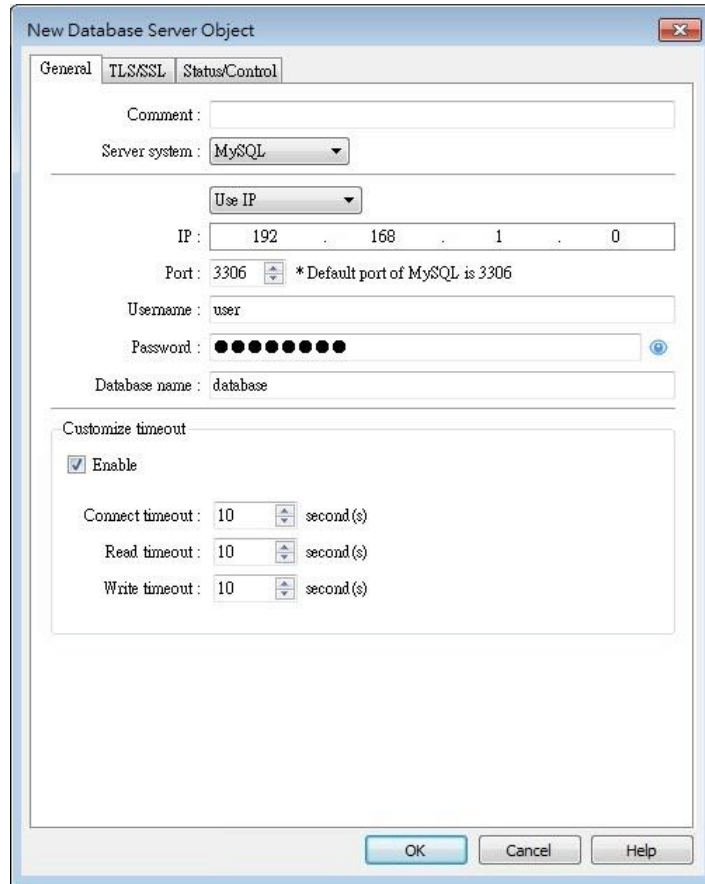 New Database Server Object
General TLS/SSL Status/Control
Comment :
Server system : MySQL
Use IP
IP : 192 . 168 . 1 . 0
Port : 3306 * Default port of MySQL is 3306
Username : user
Password : ●●●●●●●●
Database name : database
Customize timeout
Enable
Connect timeout : 10 second(s)
Read timeout : 10 second(s)
Write timeout : 10 second(s)
OK Cancel Help